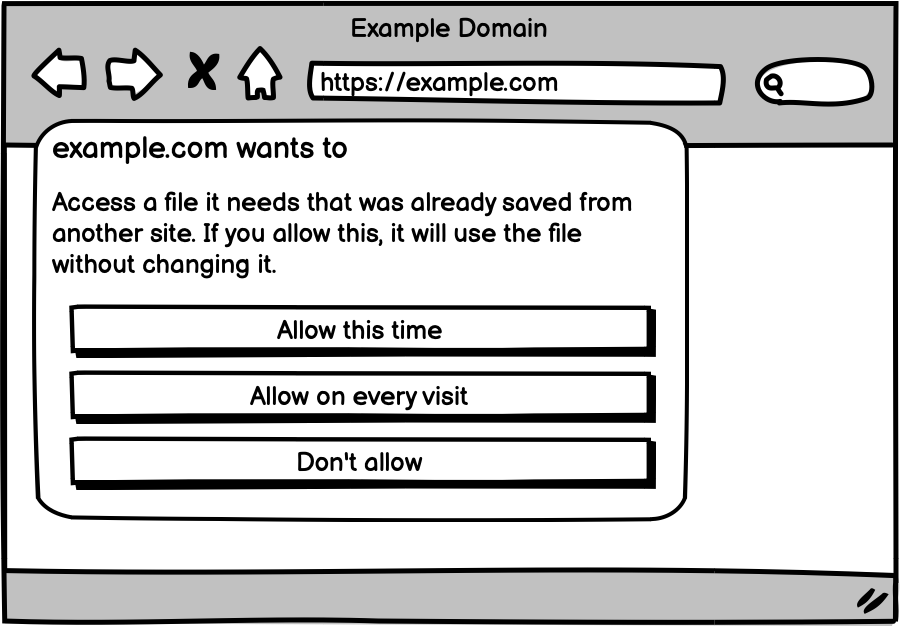 Example Domain
https://example.com
example.com wants to
Access a file it needs that was already saved from
another site. If you allow this, it will use the file
without changing it.
Allow this time
Allow on every visit
Don't allow